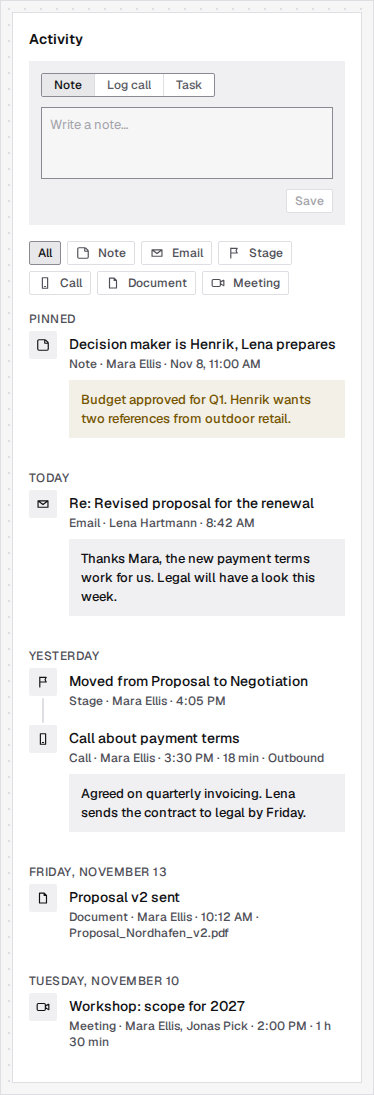 Activity
Note Log call Task
Write a note…
Save
All Note Email Stage
Call Document Meeting
PINNED
Decision maker is Henrik, Lena prepares
Note · Mara Ellis · Nov 8, 11:00 AM
Budget approved for Q1. Henrik wants
two references from outdoor retail.
TODAY
Re: Revised proposal for the renewal
Email · Lena Hartmann · 8:42 AM
Thanks Mara, the new payment terms
work for us. Legal will have a look this
week.
YESTERDAY
Moved from Proposal to Negotiation
Stage · Mara Ellis · 4:05 PM
Call about payment terms
Call · Mara Ellis · 3:30 PM · 18 min · Outbound
Agreed on quarterly invoicing. Lena
sends the contract to legal by Friday.
FRIDAY, NOVEMBER 13
Proposal v2 sent
Document · Mara Ellis · 10:12 AM ·
Proposal_Nordhafen_v2.pdf
TUESDAY, NOVEMBER 10
Workshop: scope for 2027
Meeting · Mara Ellis, Jonas Pick · 2:00 PM · 1 h
30 min